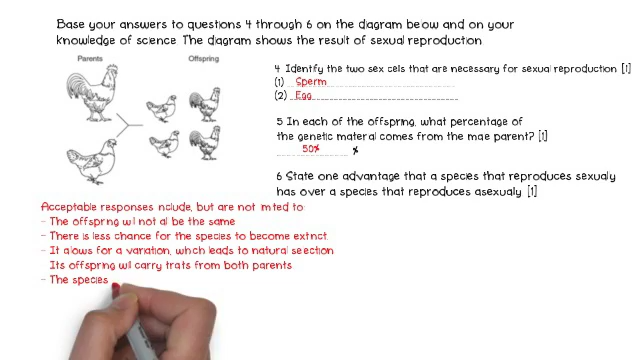 Base your answers to questions 4 through 6 on the diagram below and on your
knowledge of science. The diagram shows the result of sexual reproduction
Parents
Offspring
4 Identify the two sex cells that are necessary for sexual reproduction [1]
(1) Sperm
(2) Egg
5 In each of the offspring, what percentage of
the genetic material comes from the male parent? [1]
50% %
6 State one advantage that a species that reproduces sexually
has over a species that reproduces asexually [1]
Acceptable responses include, but are not limited to:
- The offspring will not all be the same
- There is less chance for the species to become extinct.
- It allows for a variation, which leads to natural selection
Its offspring will carry traits from both parents
- The species